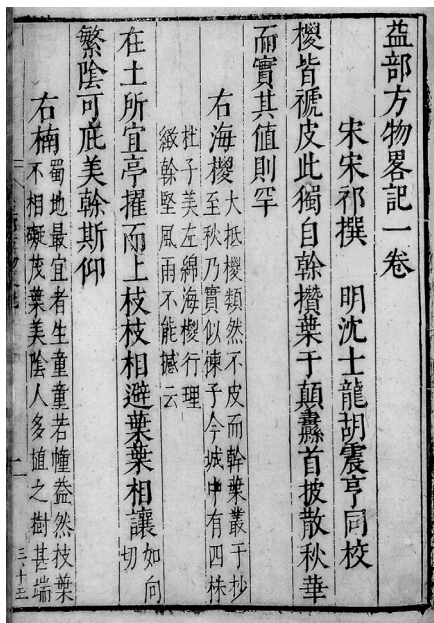 益部方物畧記一卷
宋宋祁撰　明沈士龍胡震亨同校
椶皆褫皮此獨自幹攢葉于顛纛首披散秋華
而實其值則罕
右海椶
大抵椶類然不皮而幹葉叢于抄
至秋乃實似楝子今城中有四株
杜子美左綿海椶行理
緻幹堅風雨不能撼云
在土所宜亭擢而上枝枝相避葉葉相讓
如向
切
繁陰可庇美幹斯仰
右楠
蜀地最宜者生童童若幢葢然枝葉
不相礙茂葉美陰人多植之樹甚端